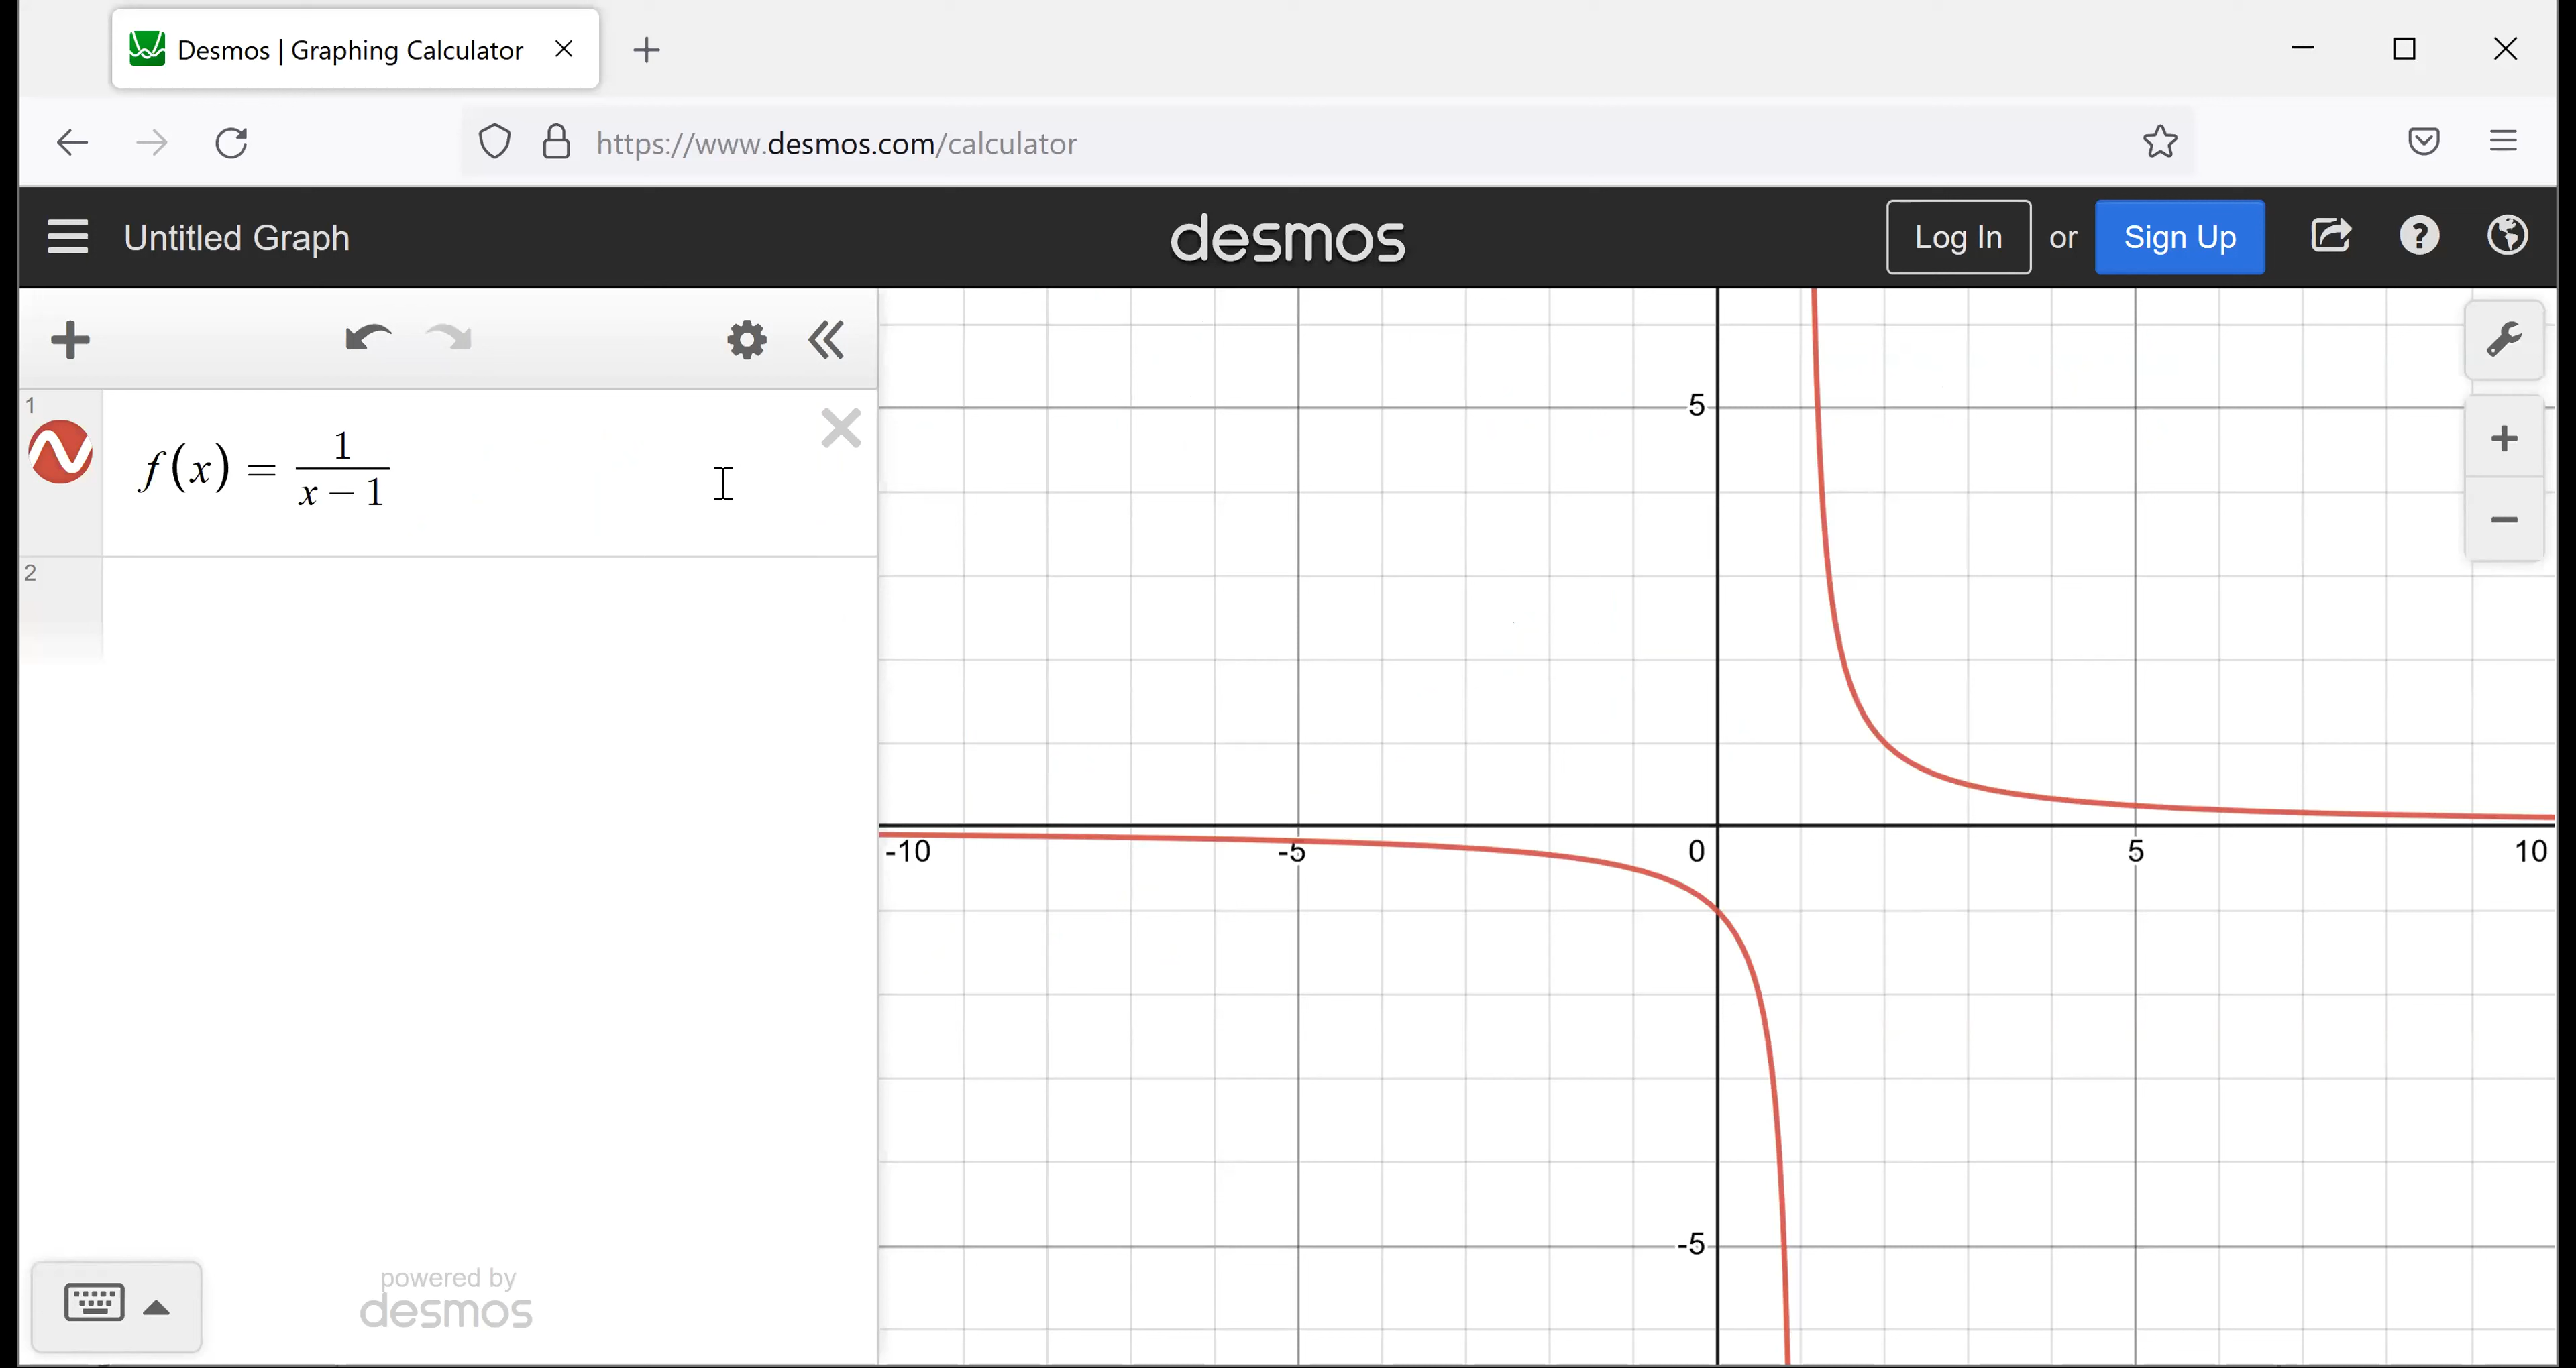 Desmos | Graphing Calculator
https://www.desmos.com/calculator
Untitled Graph
desmos
Log In or Sign Up
1
f(x) = 1/(x − 1)
2
5
-10 -5 0 5 10
-5
powered by
desmos